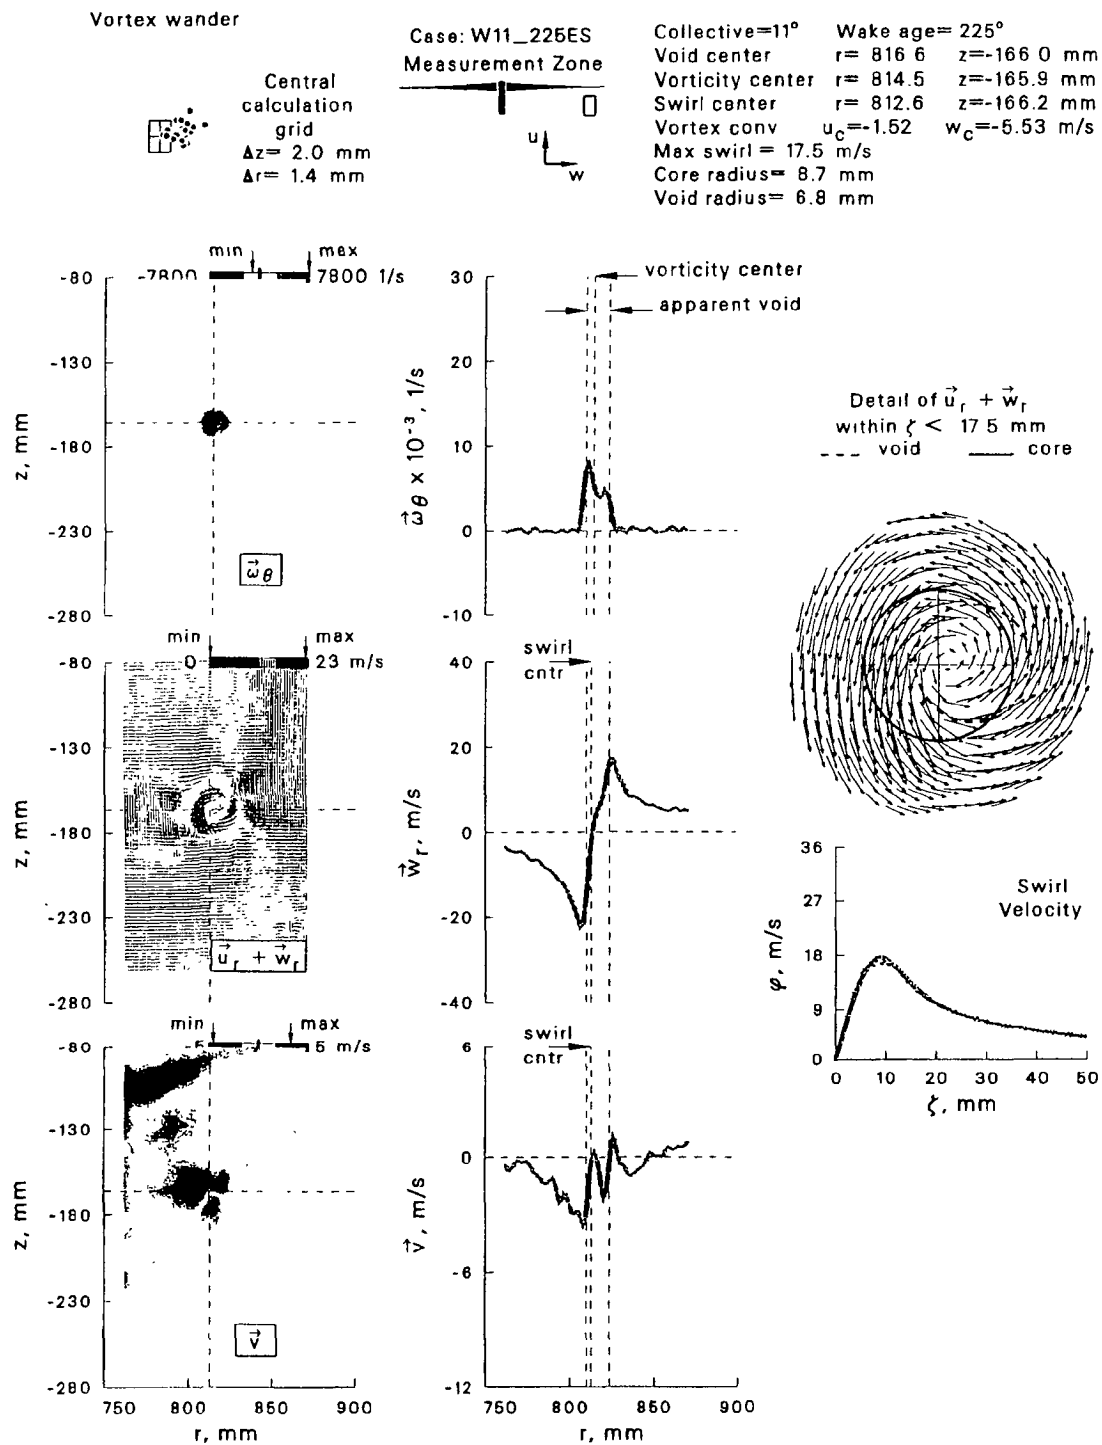 Vortex wander
Central
calculation
grid
Δz= 2.0 mm
Δr= 1.4 mm
Case: W11_225ES
Measurement Zone
u
w
Collective=11° Wake age= 225°
Void center r= 816 6 z=-166 0 mm
Vorticity center r= 814.5 z=-165.9 mm
Swirl center r= 812.6 z=-166.2 mm
Vortex conv u_c=-1.52 w_c=-5.53 m/s
Max swirl = 17.5 m/s
Core radius= 8.7 mm
Void radius= 6.8 mm
min max
-7800 7800 1/s
-80
-130
-180
-230
-280
z, mm
ω⃗θ
30
20
10
0
-10
ω⃗θ x 10⁻³, 1/s
vorticity center
apparent void
min max
0 23 m/s
-80
-130
-180
-230
-280
z, mm
u⃗r + w⃗r
40
20
0
-20
-40
w⃗r, m/s
swirl
cntr
Detail of u⃗r + w⃗r
within ζ < 17 5 mm
void core
36
27
18
9
0
φ, m/s
Swirl
Velocity
0 10 20 30 40 50
ζ, mm
min max
5 m/s
-80
-130
-180
-230
-280
z, mm
v⃗
750 800 850 900
r, mm
6
0
-6
-12
v⃗, m/s
swirl
cntr
750 800 850 900
r, mm